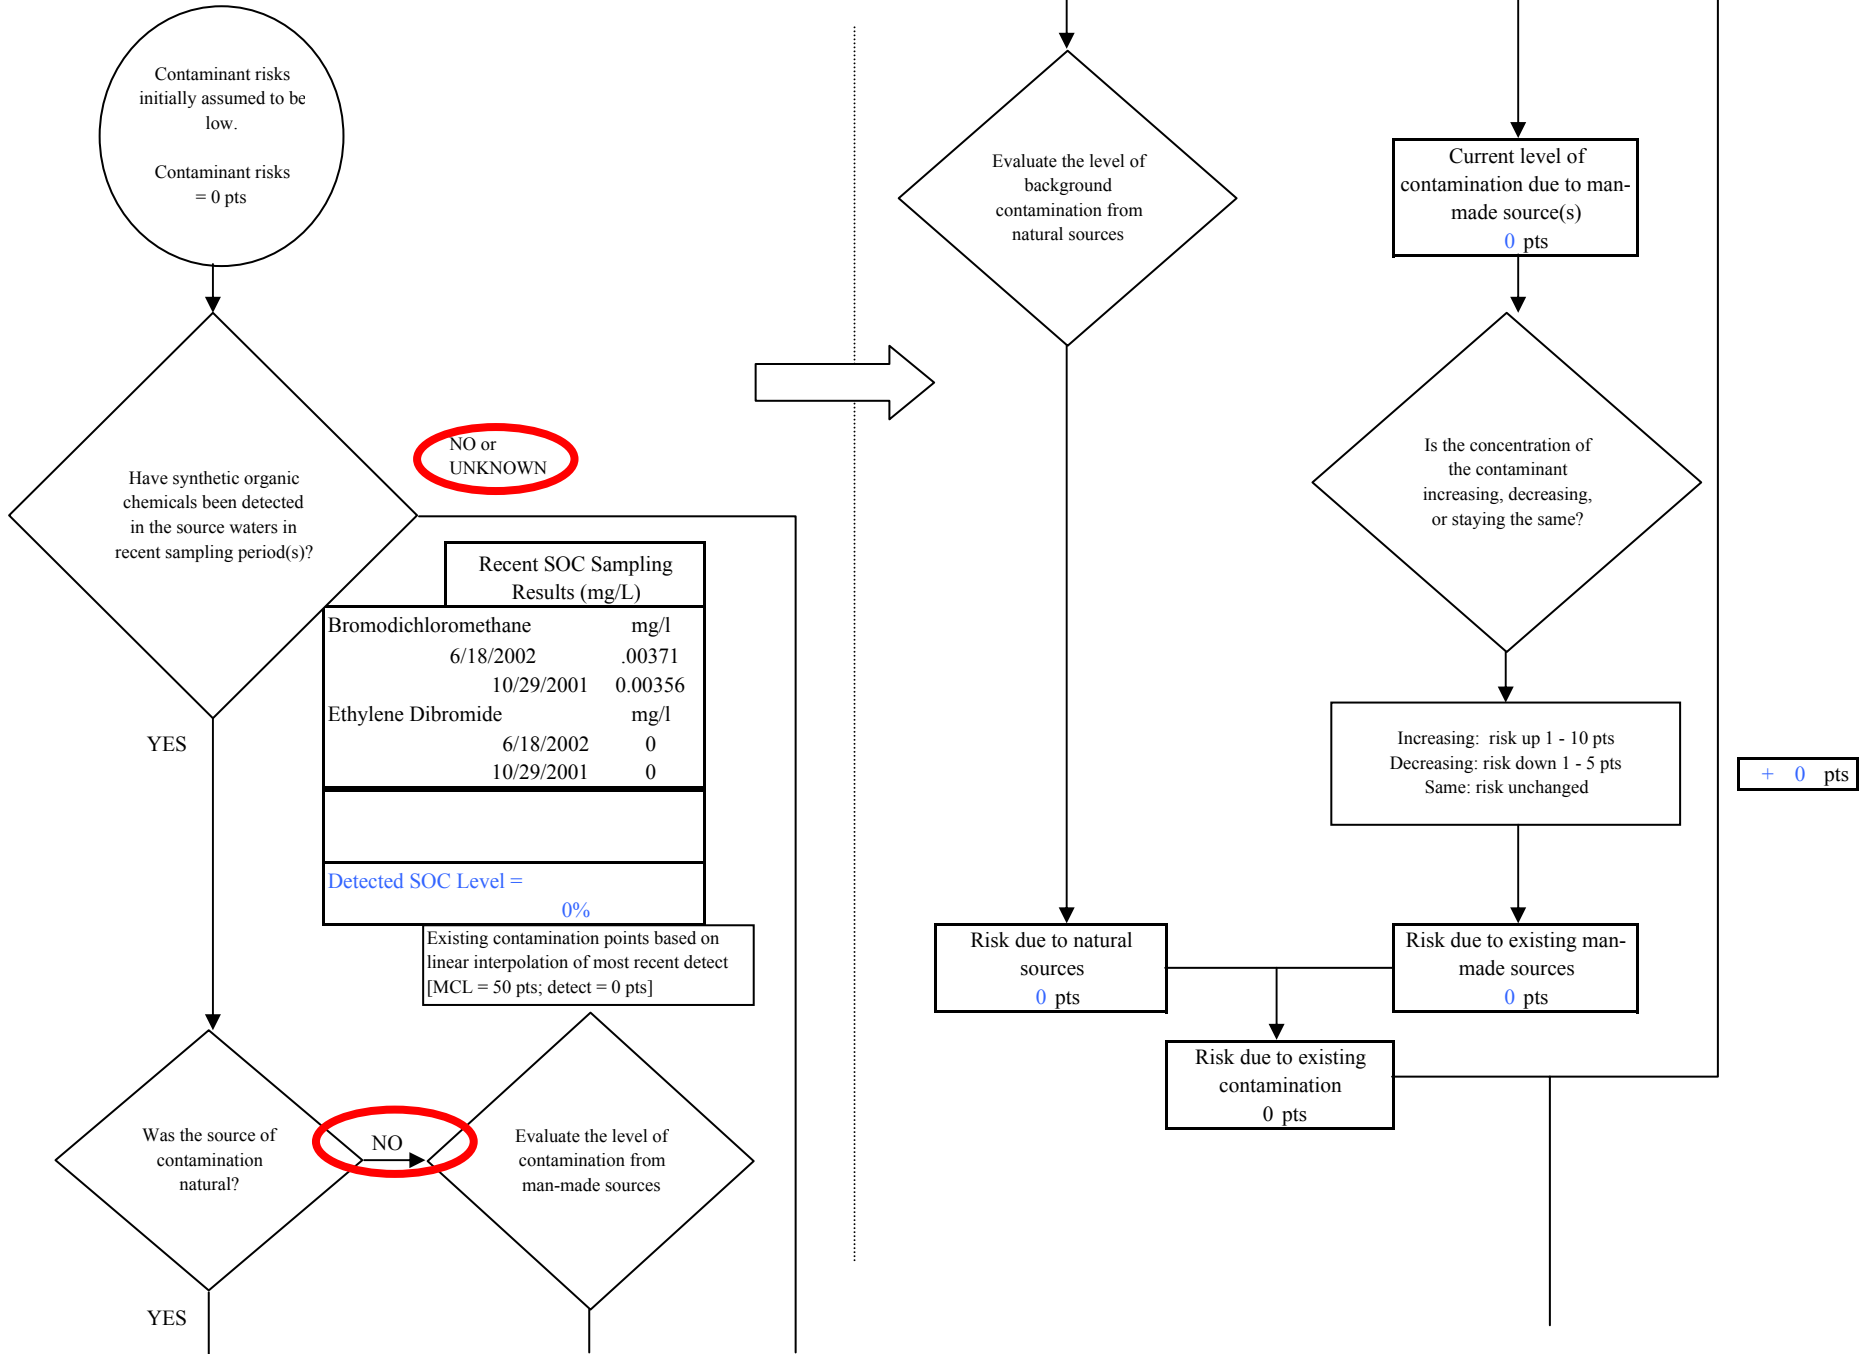 Contaminant risks
initially assumed to be
low.
Contaminant risks
= 0 pts
Have synthetic organic
chemicals been detected
in the source waters in
recent sampling period(s)?
NO or
UNKNOWN
YES
Recent SOC Sampling
Results (mg/L)
Bromodichloromethane mg/l
6/18/2002 .00371
10/29/2001 0.00356
Ethylene Dibromide mg/l
6/18/2002 0
10/29/2001 0
Detected SOC Level =
0%
Existing contamination points based on
linear interpolation of most recent detect
[MCL = 50 pts; detect = 0 pts]
Was the source of
contamination
natural?
NO
Evaluate the level of
contamination from
man-made sources
YES
Evaluate the level of
background
contamination from
natural sources
Current level of
contamination due to man-
made source(s)
0 pts
Is the concentration of
the contaminant
increasing, decreasing,
or staying the same?
Increasing: risk up 1 - 10 pts
Decreasing: risk down 1 - 5 pts
Same: risk unchanged
+ 0 pts
Risk due to natural
sources
0 pts
Risk due to existing man-
made sources
0 pts
Risk due to existing
contamination
0 pts